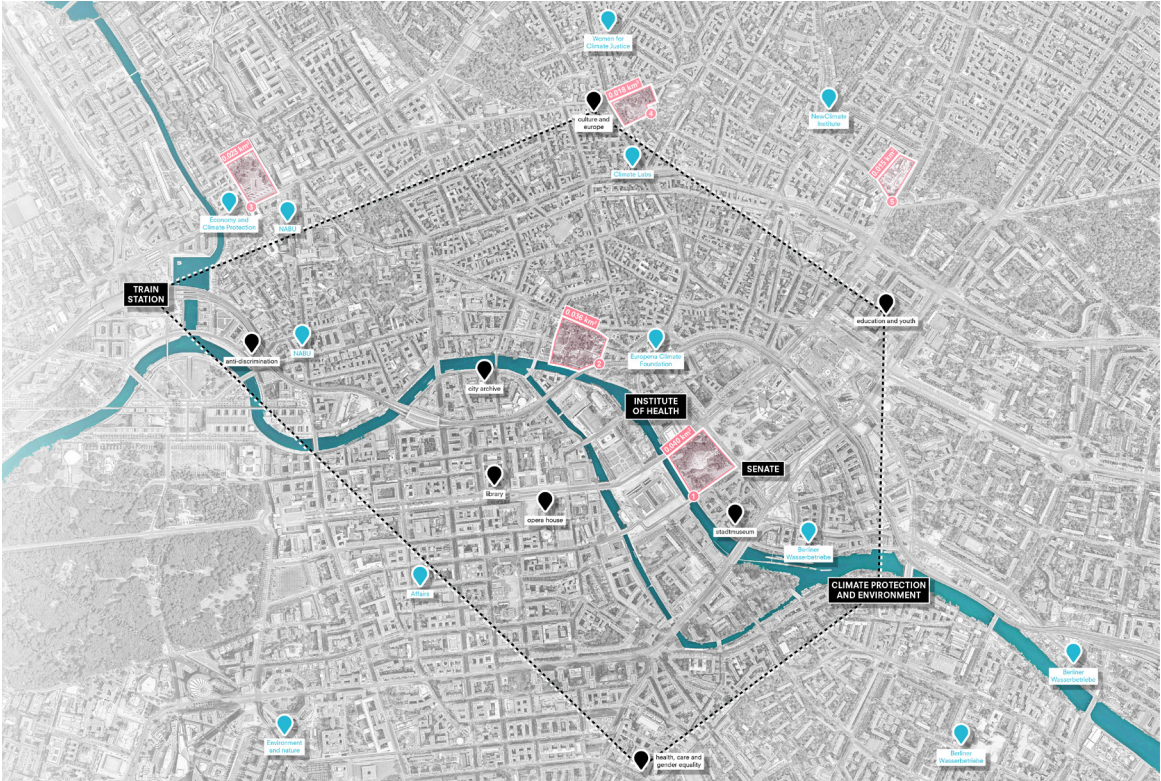 Women for
Climate Justice
0.018 km²
4
culture and
europe
NewClimate
Institute
Climate Labs
0.015 km²
5
0.023 km²
3
Economy and
Climate Protection
NABU
TRAIN
STATION
education and youth
0.036 km²
2
anti-discrimination
NABU
Europena Climate
Foundation
city archive
INSTITUTE
OF HEALTH
0.040 km²
1
SENATE
library
opera house
stadtmuseum
Berliner
Wasserbetriebe
Affairs
CLIMATE PROTECTION
AND ENVIRONMENT
Berliner
Wasserbetriebe
Environment
and nature
health, care and
gender equality
Berliner
Wasserbetriebe